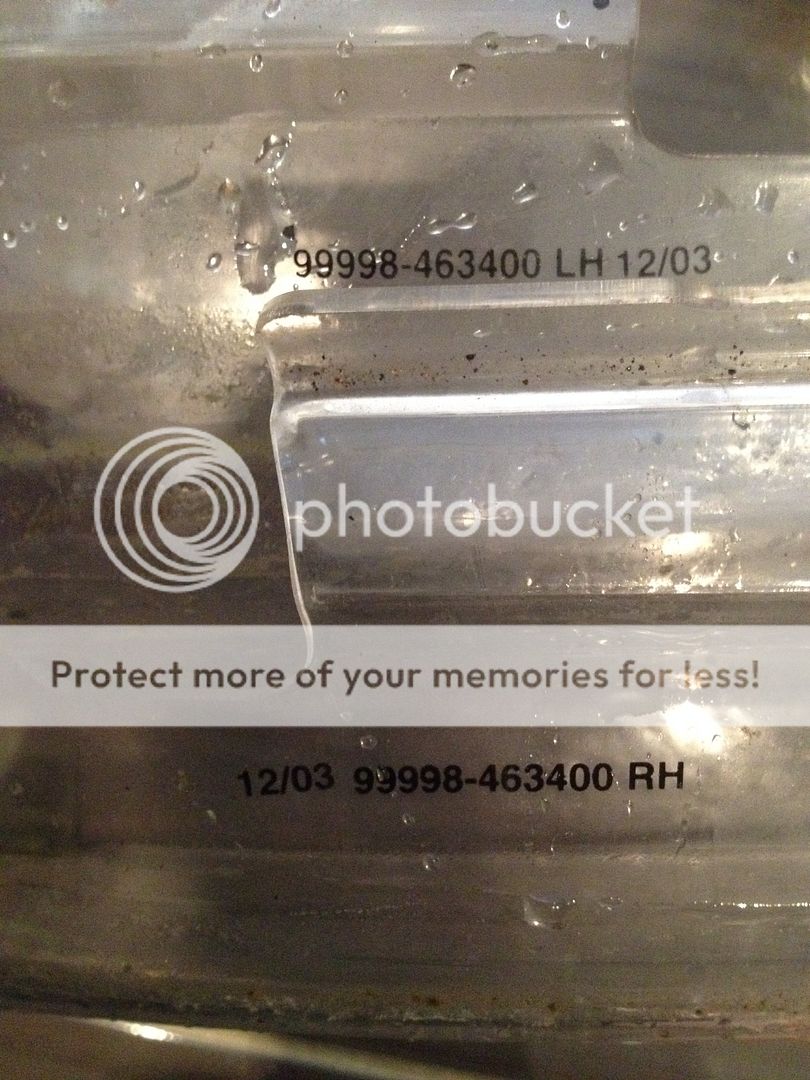 99998-463400 LH 12/03
photobucket
Protect more of your memories for less!
12/03 99998-463400 RH